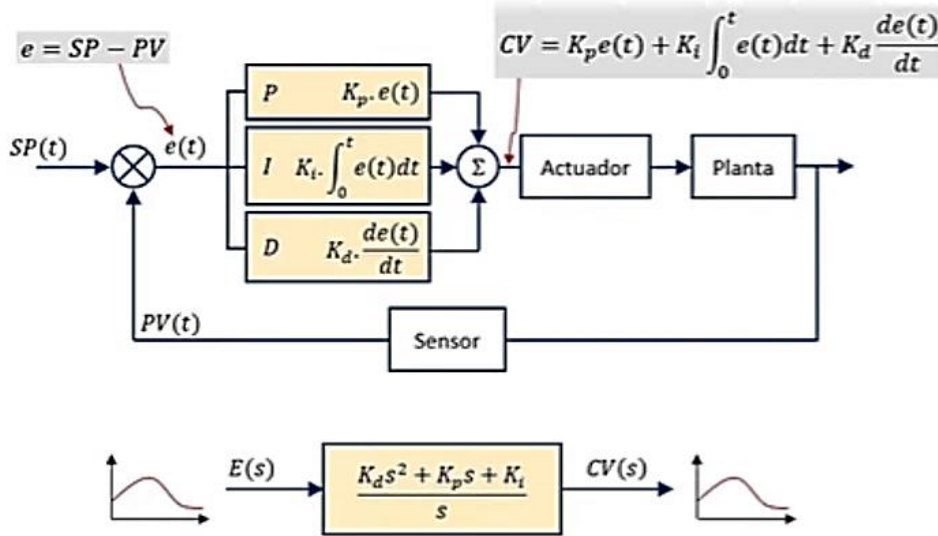 e = SP − PV
CV = K_p e(t) + K_i ∫_0^t e(t)dt + K_d de(t)/dt
P K_p. e(t)
SP(t)
e(t)
I K_i. ∫_0^t e(t)dt
Σ
Actuador
Planta
D K_d. de(t)/dt
PV(t)
Sensor
E(s)
(K_d s² + K_p s + K_i)/s
CV(s)